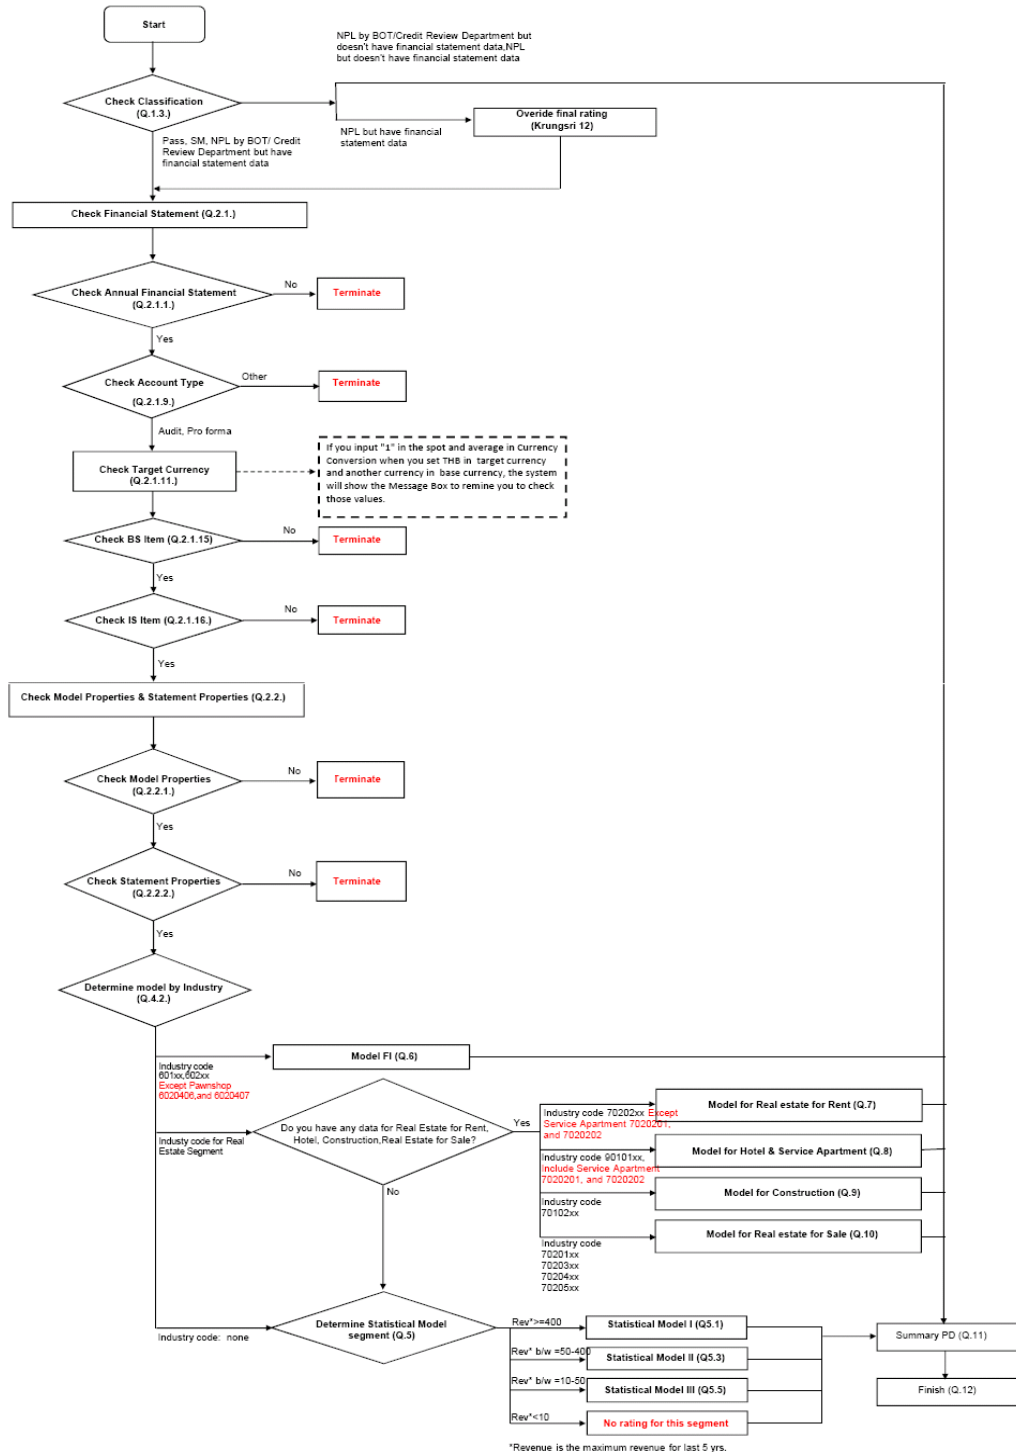 Start
NPL by BOT/Credit Review Department but
doesn't have financial statement data,NPL
but doesn't have financial statement data
Check Classification
(Q.1.3.)
Overide final rating
(Krungsri 12)
NPL but have financial
statement data
Pass, SM, NPL by BOT/ Credit
Review Department but have
financial statement data
Check Financial Statement (Q.2.1.)
Check Annual Financial Statement
(Q.2.1.1.)
No
Terminate
Yes
Check Account Type
(Q.2.1.9.)
Other
Terminate
Audit, Pro forma
Check Target Currency
(Q.2.1.11.)
If you input "1" in the spot and average in Currency
Conversion when you set THB in target currency
and another currency in base currency, the system
will show the Message Box to remine you to check
those values.
Check BS Item (Q.2.1.15)
No
Terminate
Yes
Check IS Item (Q.2.1.16.)
No
Terminate
Yes
Check Model Properties & Statement Properties (Q.2.2.)
Check Model Properties
(Q.2.2.1.)
No
Terminate
Yes
Check Statement Properties
(Q.2.2.2.)
No
Terminate
Yes
Determine model by Industry
(Q.4.2.)
Model FI (Q.6)
Industry code
601xx,602xx
Except Pawnshop
6020406,and 6020407
Do you have any data for Real Estate for Rent,
Hotel, Construction,Real Estate for Sale?
Yes
Industry code for Real
Estate Segment
Model for Real estate for Rent (Q.7)
Industry code 70202xx Except
Service Apartment 7020201,
and 7020202
Model for Hotel & Service Apartment (Q.8)
Industry code 90101xx,
Include Service Apartment
7020201, and 7020202
Model for Construction (Q.9)
Industry code
70102xx
Model for Real estate for Sale (Q.10)
Industry code
70201xx
70203xx
70204xx
70205xx
No
Determine Statistical Model
segment (Q.5)
Industry code: none
Rev*>=400
Statistical Model I (Q5.1)
Rev* b/w =50-400
Statistical Model II (Q5.3)
Rev* b/w =10-50
Statistical Model III (Q5.5)
Rev*<10
No rating for this segment
Summary PD (Q.11)
Finish (Q.12)
*Revenue is the maximum revenue for last 5 yrs.